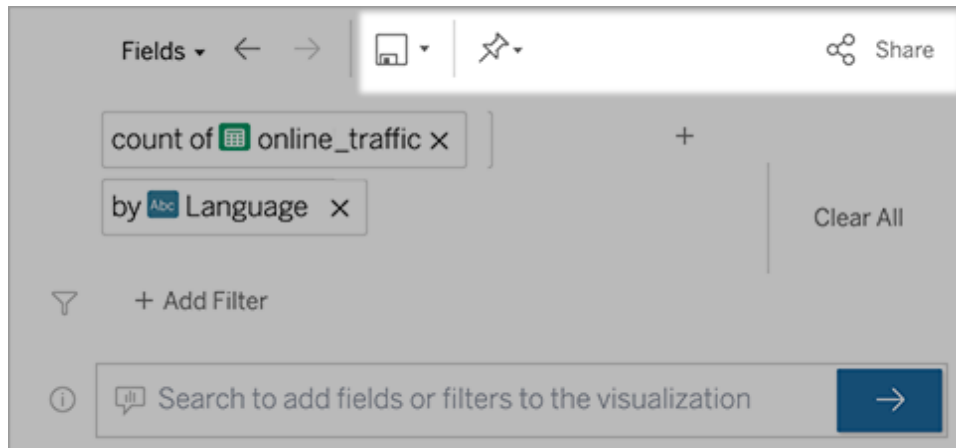 Fields
Share
count of online_traffic ×
by Abc Language ×
+
Clear All
+ Add Filter
Search to add fields or filters to the visualization